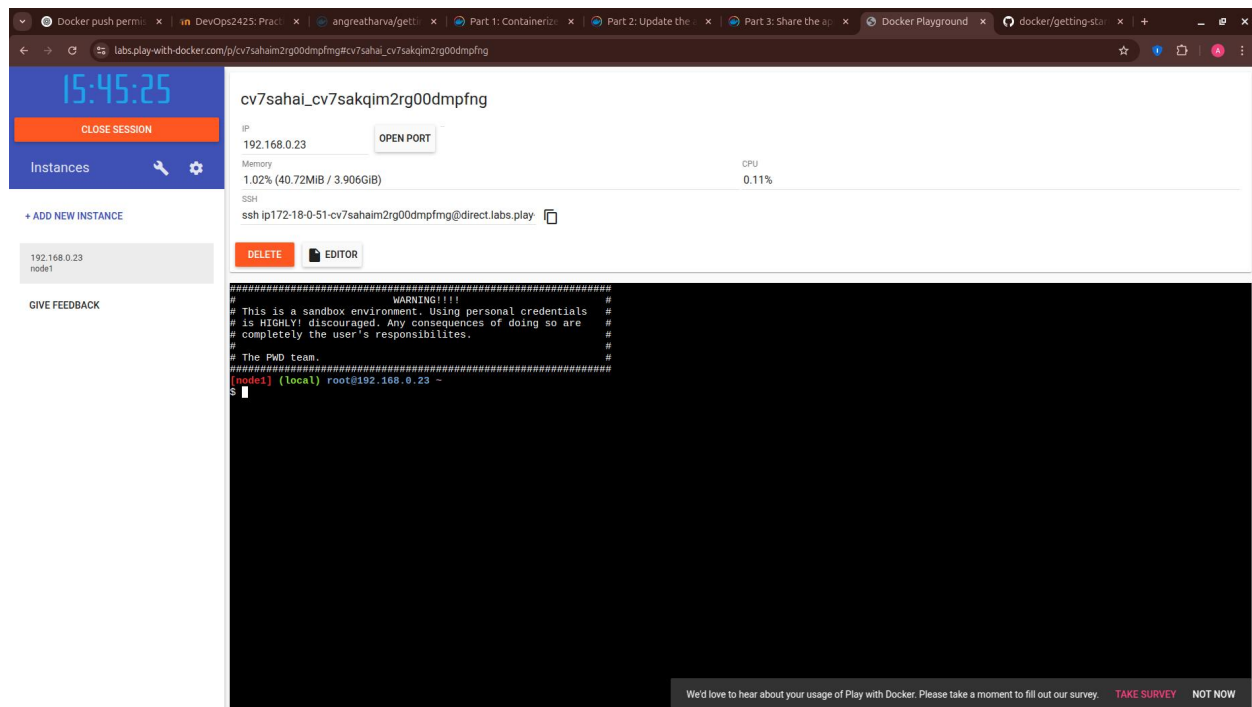 Docker push permis
DevOps2425: Practi
angreatharva/getti
Part 1: Containerize
Part 2: Update the a
Part 3: Share the ap
Docker Playground
docker/getting-star
labs.play-with-docker.com/p/cv7sahaim2rg00dmpfmg#cv7sahai_cv7sakqim2rg00dmpfng
A
15:45:25
CLOSE SESSION
Instances
+ ADD NEW INSTANCE
192.168.0.23
node1
GIVE FEEDBACK
cv7sahai_cv7sakqim2rg00dmpfng
IP
192.168.0.23
OPEN PORT
Memory
1.02% (40.72MiB / 3.906GiB)
CPU
0.11%
SSH
ssh ip172-18-0-51-cv7sahaim2rg00dmpfmg@direct.labs.play-
DELETE
EDITOR
###############################################################
# WARNING!!!! #
# This is a sandbox environment. Using personal credentials #
# is HIGHLY! discouraged. Any consequences of doing so are #
# completely the user's responsibilites. #
# #
# The PWD team. #
###############################################################
[node1] (local) root@192.168.0.23 ~
$
We'd love to hear about your usage of Play with Docker. Please take a moment to fill out our survey. TAKE SURVEY NOT NOW